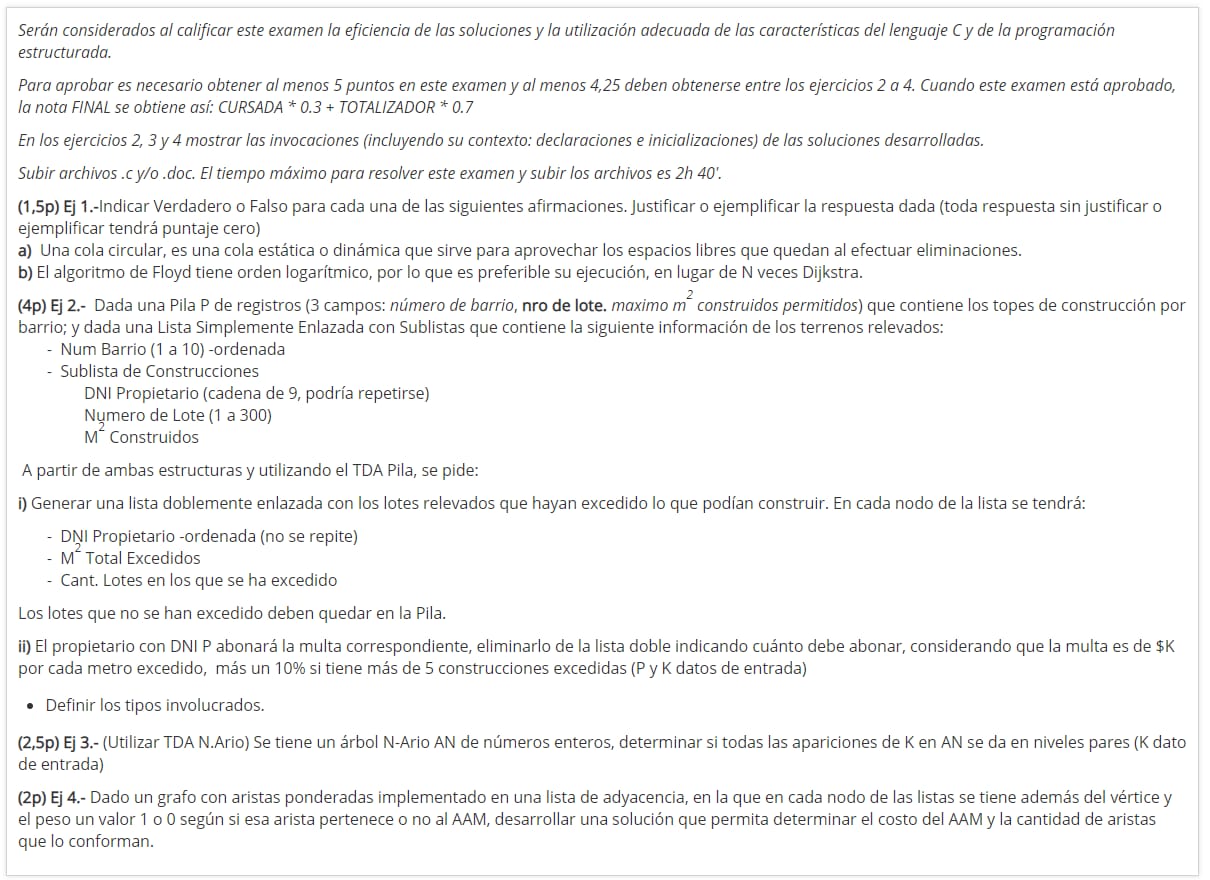 Serán considerados al calificar este examen la eficiencia de las soluciones y la utilización adecuada de las características del lenguaje C y de la programación
estructurada.
Para aprobar es necesario obtener al menos 5 puntos en este examen y al menos 4,25 deben obtenerse entre los ejercicios 2 a 4. Cuando este examen está aprobado,
la nota FINAL se obtiene así: CURSADA * 0.3 + TOTALIZADOR * 0.7
En los ejercicios 2, 3 y 4 mostrar las invocaciones (incluyendo su contexto: declaraciones e inicializaciones) de las soluciones desarrolladas.
Subir archivos .c y/o .doc. El tiempo máximo para resolver este examen y subir los archivos es 2h 40'.
(1,5p) Ej 1.-Indicar Verdadero o Falso para cada una de las siguientes afirmaciones. Justificar o ejemplificar la respuesta dada (toda respuesta sin justificar o
ejemplificar tendrá puntaje cero)
a) Una cola circular, es una cola estática o dinámica que sirve para aprovechar los espacios libres que quedan al efectuar eliminaciones.
b) El algoritmo de Floyd tiene orden logarítmico, por lo que es preferible su ejecución, en lugar de N veces Dijkstra.
(4p) Ej 2.- Dada una Pila P de registros (3 campos: número de barrio, nro de lote. maximo m² construidos permitidos) que contiene los topes de construcción por
barrio; y dada una Lista Simplemente Enlazada con Sublistas que contiene la siguiente información de los terrenos relevados:
- Num Barrio (1 a 10) -ordenada
- Sublista de Construcciones
DNI Propietario (cadena de 9, podría repetirse)
Numero de Lote (1 a 300)
M² Construidos
A partir de ambas estructuras y utilizando el TDA Pila, se pide:
i) Generar una lista doblemente enlazada con los lotes relevados que hayan excedido lo que podían construir. En cada nodo de la lista se tendrá:
- DNI Propietario -ordenada (no se repite)
- M² Total Excedidos
- Cant. Lotes en los que se ha excedido
Los lotes que no se han excedido deben quedar en la Pila.
ii) El propietario con DNI P abonará la multa correspondiente, eliminarlo de la lista doble indicando cuánto debe abonar, considerando que la multa es de $K
por cada metro excedido, más un 10% si tiene más de 5 construcciones excedidas (P y K datos de entrada)
• Definir los tipos involucrados.
(2,5p) Ej 3.- (Utilizar TDA N.Ario) Se tiene un árbol N-Ario AN de números enteros, determinar si todas las apariciones de K en AN se da en niveles pares (K dato
de entrada)
(2p) Ej 4.- Dado un grafo con aristas ponderadas implementado en una lista de adyacencia, en la que en cada nodo de las listas se tiene además del vértice y
el peso un valor 1 o 0 según si esa arista pertenece o no al AAM, desarrollar una solución que permita determinar el costo del AAM y la cantidad de aristas
que lo conforman.